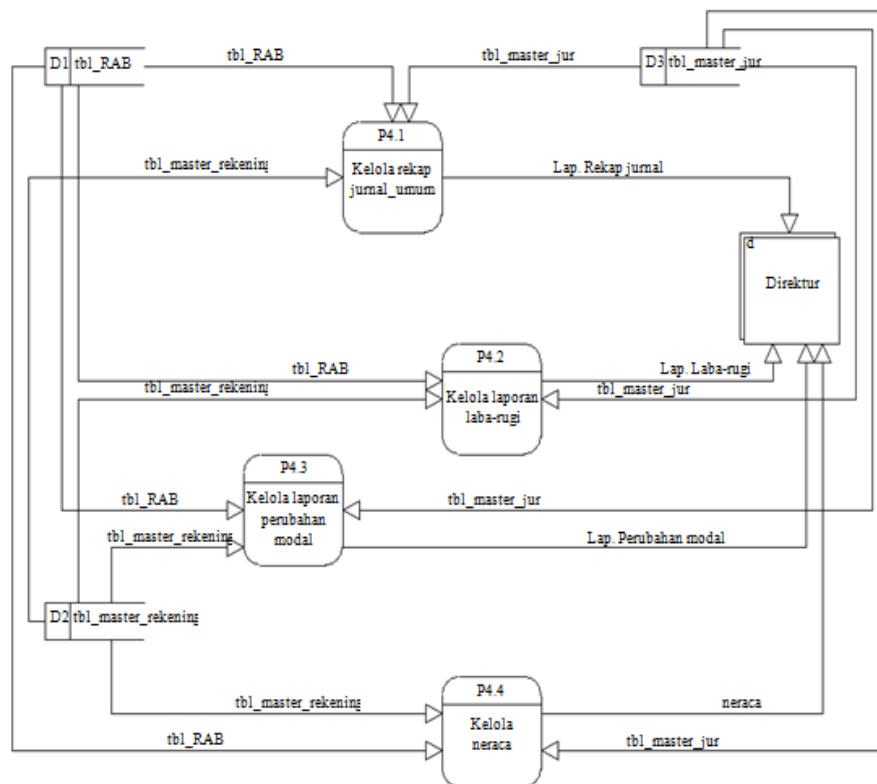 tbl_RAB
tbl_master_jur
D1 tbl_RAB
D3 tbl_master_jur
P4.1
Kelola rekap
jurnal_umum
tbl_master_rekening
Lap. Rekap jurnal
d
Direktur
P4.2
Kelola laporan
laba-rugi
tbl_RAB
tbl_master_rekening
Lap. Laba-rugi
tbl_master_jur
P4.3
Kelola laporan
perubahan
modal
tbl_RAB
tbl_master_rekening
tbl_master_jur
Lap. Perubahan modal
D2 tbl_master_rekening
P4.4
Kelola
neraca
tbl_master_rekening
neraca
tbl_RAB
tbl_master_jur